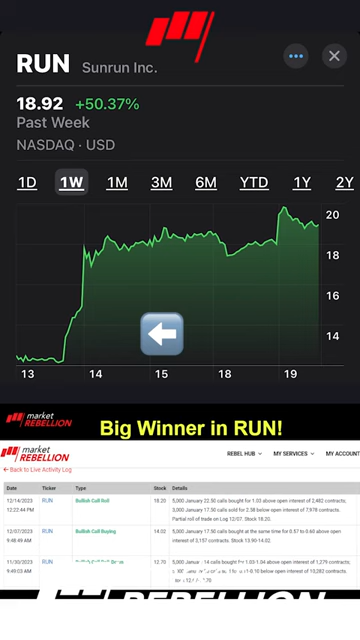 RUN Sunrun Inc.
18.92 +50.37%
Past Week
NASDAQ · USD
1D 1W 1M 3M 6M YTD 1Y 2Y
20
18
16
14
13 14 15 18 19
market
REBELLION
Big Winner in RUN!
market
REBELLION
REBEL HUB MY SERVICES MY ACCOUNT
Back to Live Activity Log
Date Ticker Type Stock Details
12/14/2023
12:22:44 PM
RUN Bullish Call Roll 18.20
5,000 January 22.50 calls bought for 1.03 above open interest of 2,482 contracts,
5,000 January 17.50 calls sold for 2.58 below open interest of 7,978 contracts.
Partial roll of trade on Log 12/07. Stock 18.20.
12/07/2023
9:48:49 AM
RUN Bullish Call Buying 14.02
5,000 January 17.50 calls bought at the same time for 0.57 to 0.60 above open
interest of 3,157 contracts. Stock 13.90-14.02.
11/30/2023
9:49:03 AM
RUN 12.70
REBELLION